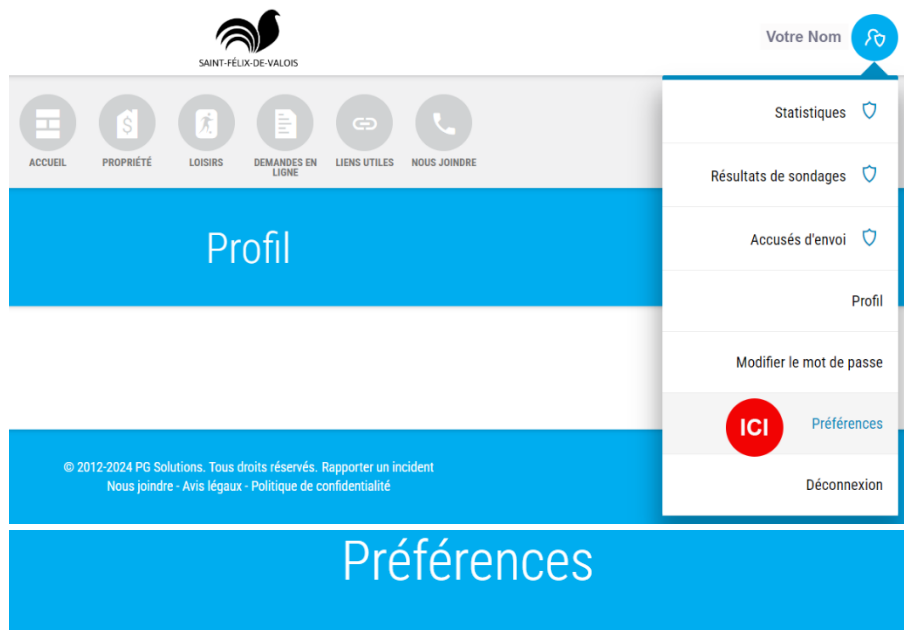 SAINT-FÉLIX-DE-VALOIS
Votre Nom
ACCUEIL
PROPRIÉTÉ
LOISIRS
DEMANDES EN
LIGNE
LIENS UTILES
NOUS JOINDRE
Statistiques
Résultats de sondages
Accusés d'envoi
Profil
Modifier le mot de passe
ICI Préférences
Déconnexion
Profil
© 2012-2024 PG Solutions. Tous droits réservés. Rapporter un incident
Nous joindre - Avis légaux - Politique de confidentialité
Préférences